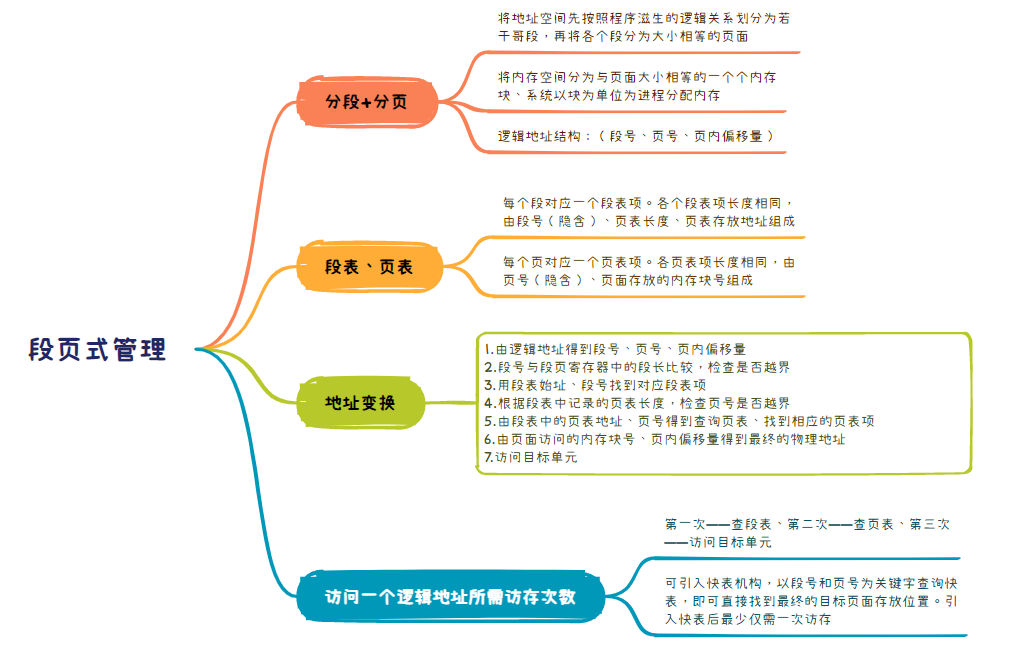 将地址空间先按照程序滋生的逻辑关系划分为若
干哥段，再将各个段分为大小相等的页面
分段+分页
将内存空间分为与页面大小相等的一个个内存
块、系统以块为单位为进程分配内存
逻辑地址结构：（段号、页号、页内偏移量）
每个段对应一个段表项。各个段表项长度相同，
由段号（隐含）、页表长度、页表存放地址组成
段表、页表
每个页对应一个页表项。各页表项长度相同，由
页号（隐含）、页面存放的内存块号组成
段页式管理
地址变换
1.由逻辑地址得到段号、页号、页内偏移量
2.段号与段页寄存器中的段长比较，检查是否越界
3.用段表始址、段号找到对应段表项
4.根据段表中记录的页表长度，检查页号是否越界
5.由段表中的页表地址、页号得到查询页表、找到相应的页表项
6.由页面访问的内存块号、页内偏移量得到最终的物理地址
7.访问目标单元
第一次——查段表、第二次——查页表、第三次
——访问目标单元
访问一个逻辑地址所需访存次数
可引入快表机构，以段号和页号为关键字查询快
表，即可直接找到最终的目标页面存放位置。引
入快表后最少仅需一次访存